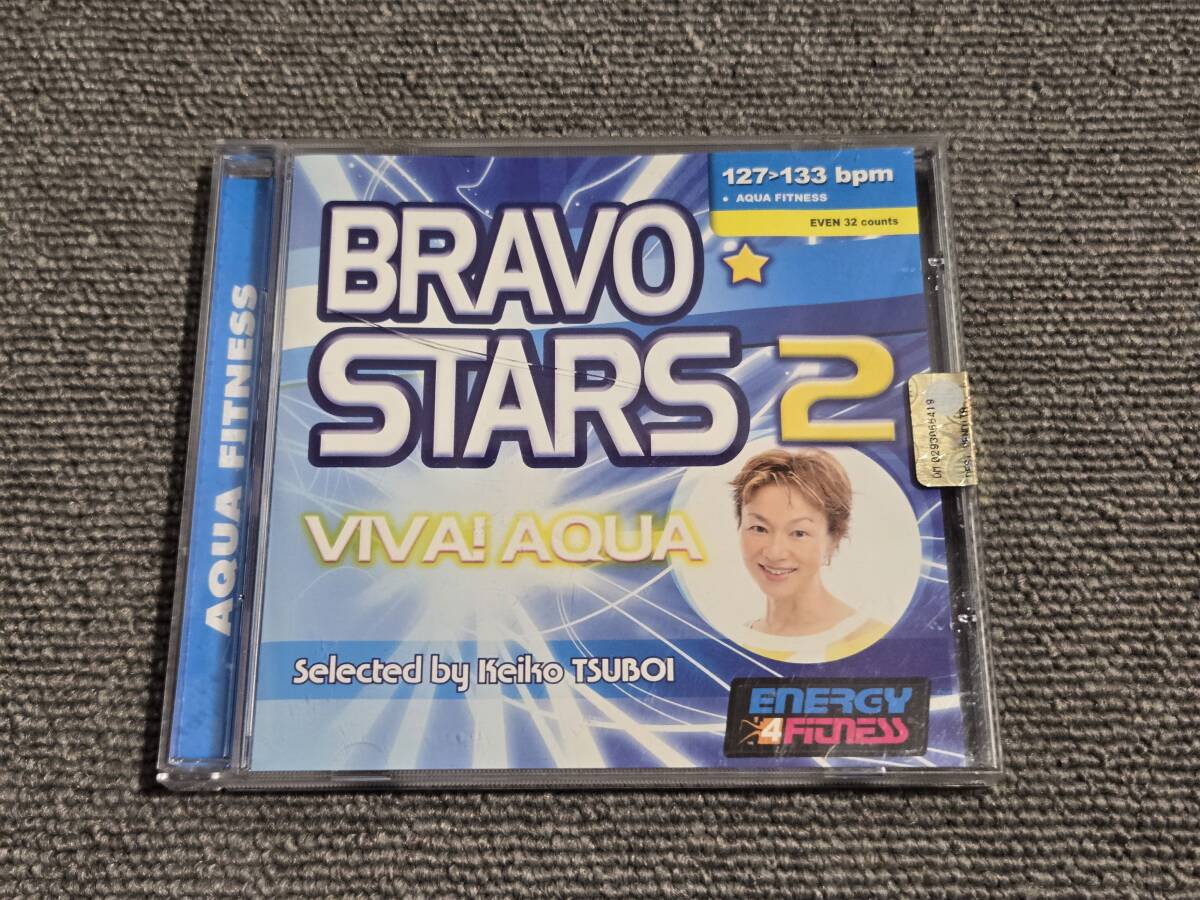 127>133 bpm
• AQUA FITNESS
EVEN 32 counts
BRAVO
STARS 2
VIVA! AQUA
Selected by Keiko TSUBOI
ENERGY
4 FITNESS
AQUA FITNESS